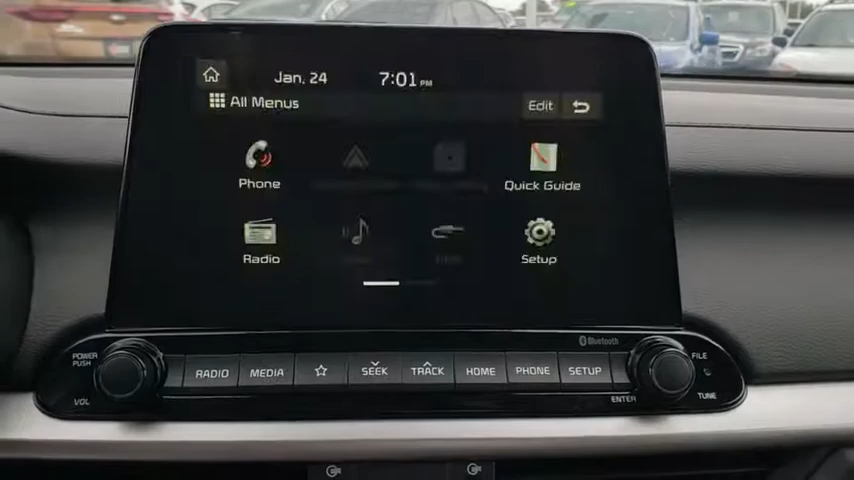 Jan. 24 7:01 PM
All Menus
Edit
Phone
Quick Guide
Radio
Setup
Bluetooth
POWER
PUSH
VOL
RADIO
MEDIA
SEEK
TRACK
HOME
PHONE
SETUP
FILE
TUNE
ENTER